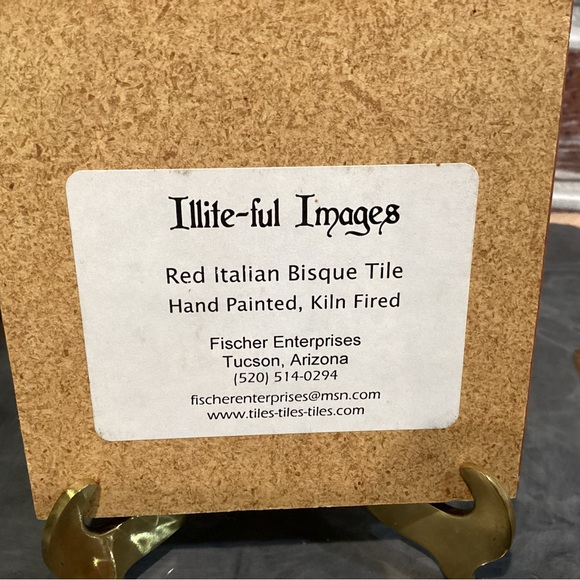 Illite-ful Images
Red Italian Bisque Tile
Hand Painted, Kiln Fired
Fischer Enterprises
Tucson, Arizona
(520) 514-0294
fischerenterprises@msn.com
www.tiles-tiles-tiles.com